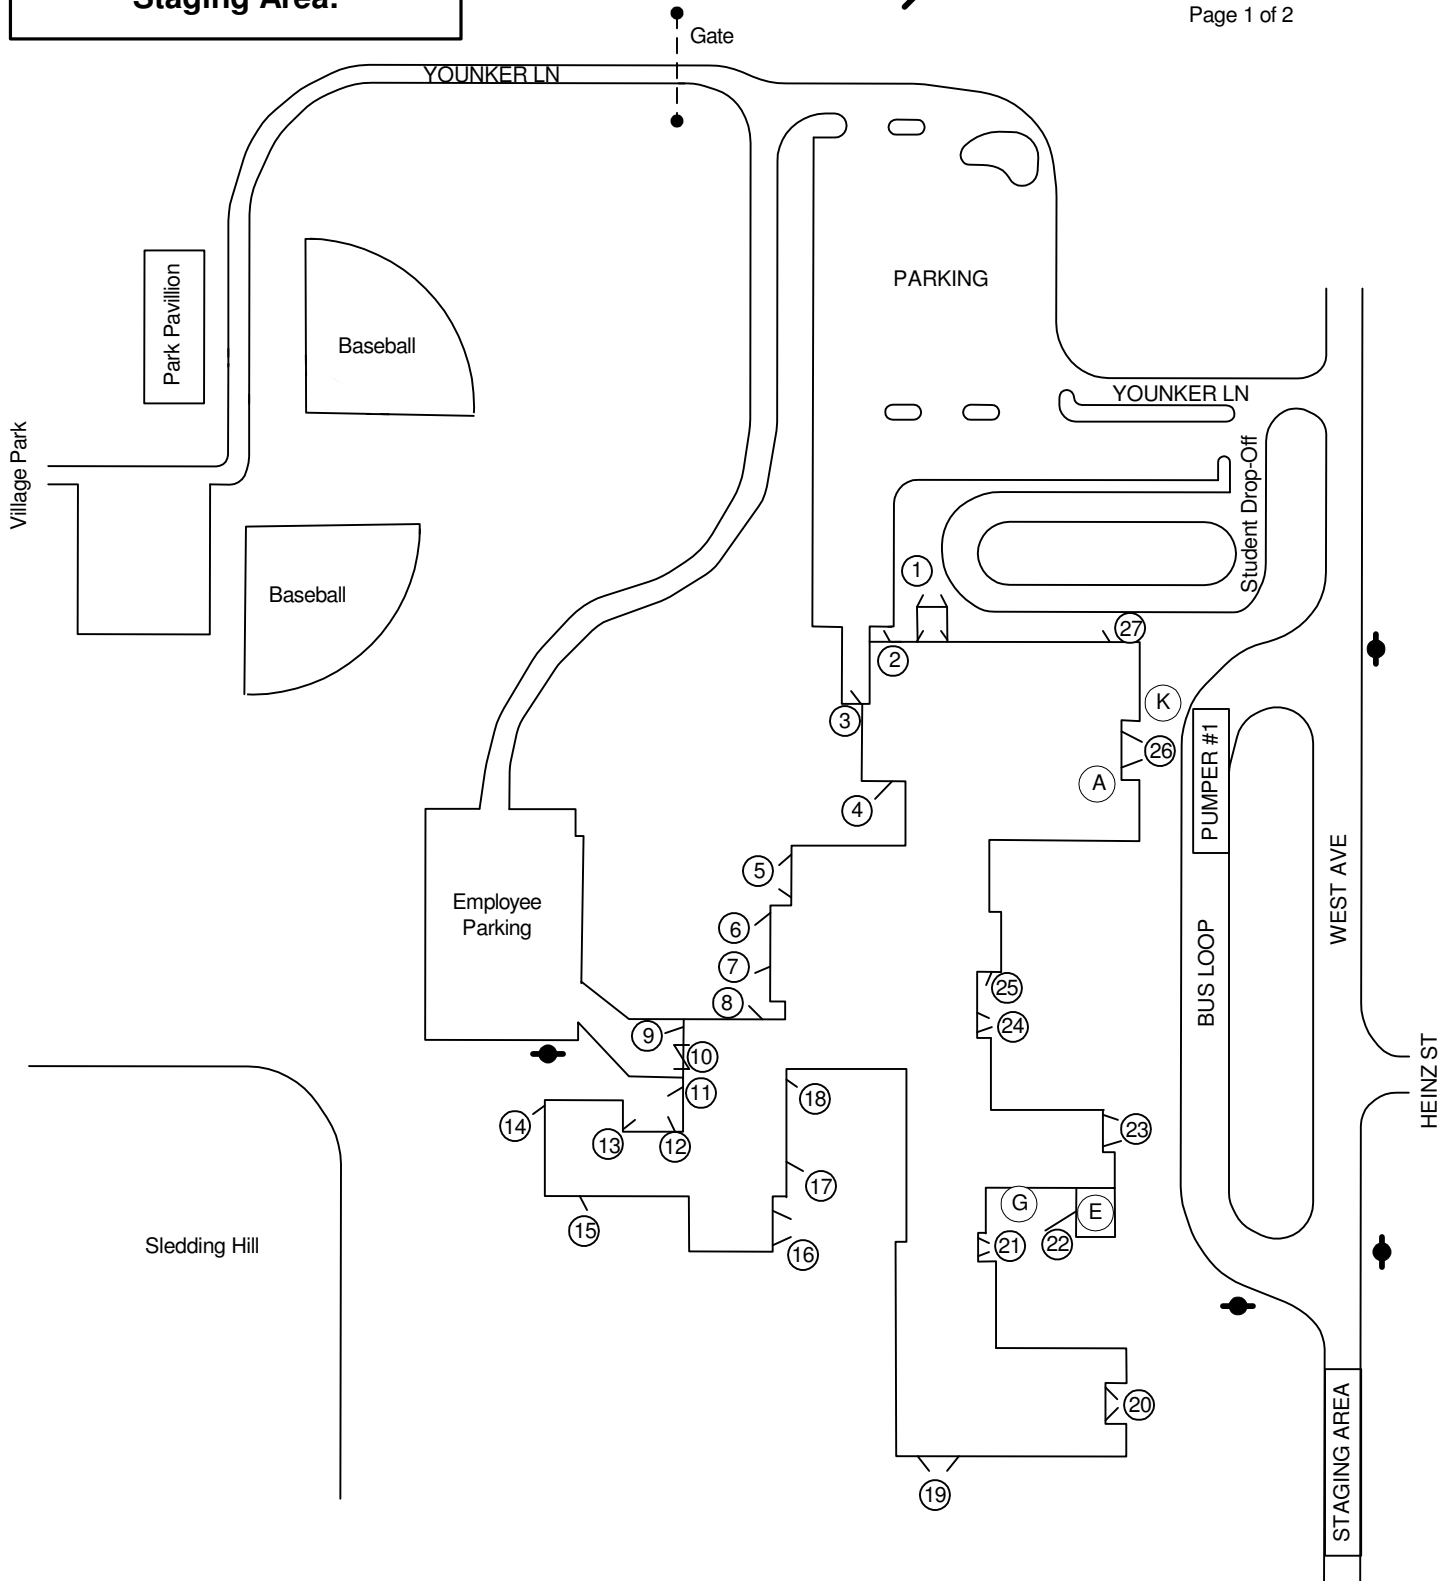 Staging Area.
Page 1 of 2
Gate
YOUNKER LN
PARKING
Park Pavillion
Baseball
YOUNKER LN
Village Park
Student Drop-Off
Baseball
1
27
2
K
3
26
A
4
PUMPER #1
5
WEST AVE
Employee
Parking
6
7
BUS LOOP
25
8
24
9
10
HEINZ ST
11
18
14
13
12
23
17
G
E
15
Sledding Hill
16
21
22
20
STAGING AREA
19